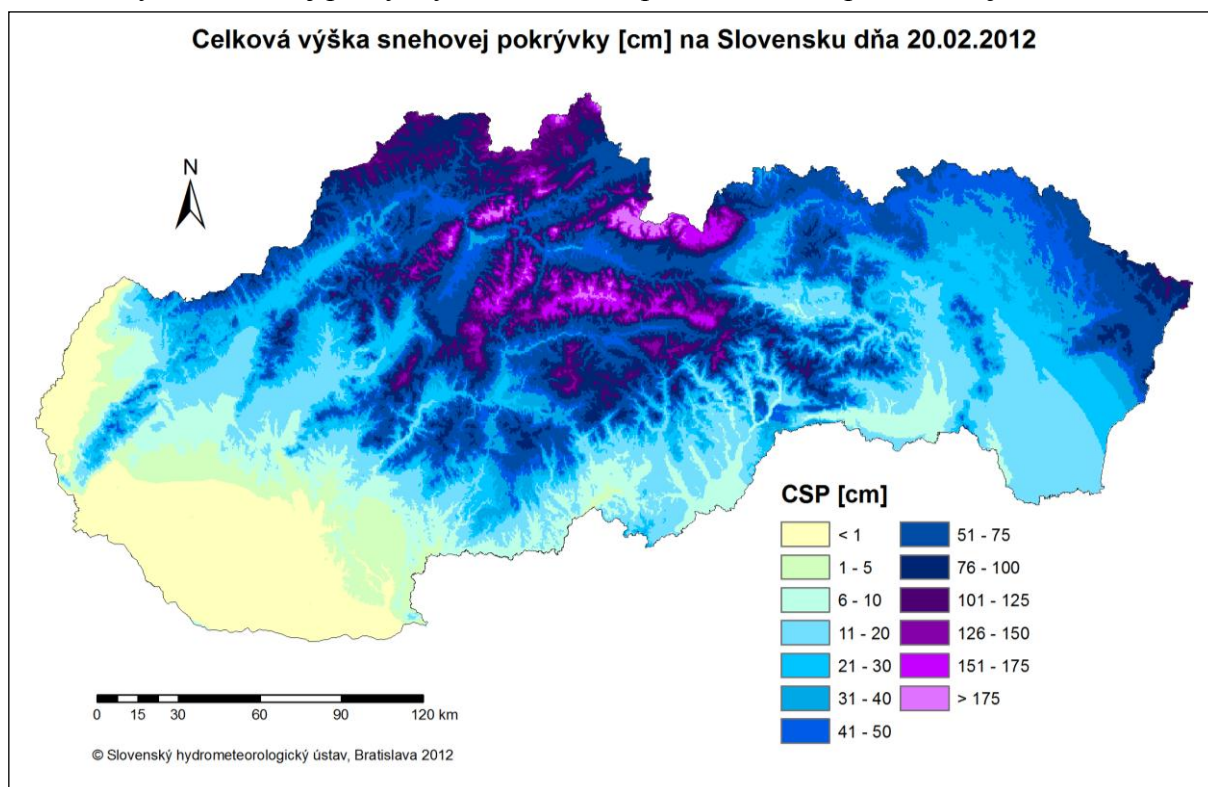 Celková výška snehovej pokrývky [cm] na Slovensku dňa 20.02.2012
N
CSP [cm]
< 1
1 - 5
6 - 10
11 - 20
21 - 30
31 - 40
41 - 50
51 - 75
76 - 100
101 - 125
126 - 150
151 - 175
> 175
0 15 30 60 90 120 km
© Slovenský hydrometeorologický ústav, Bratislava 2012